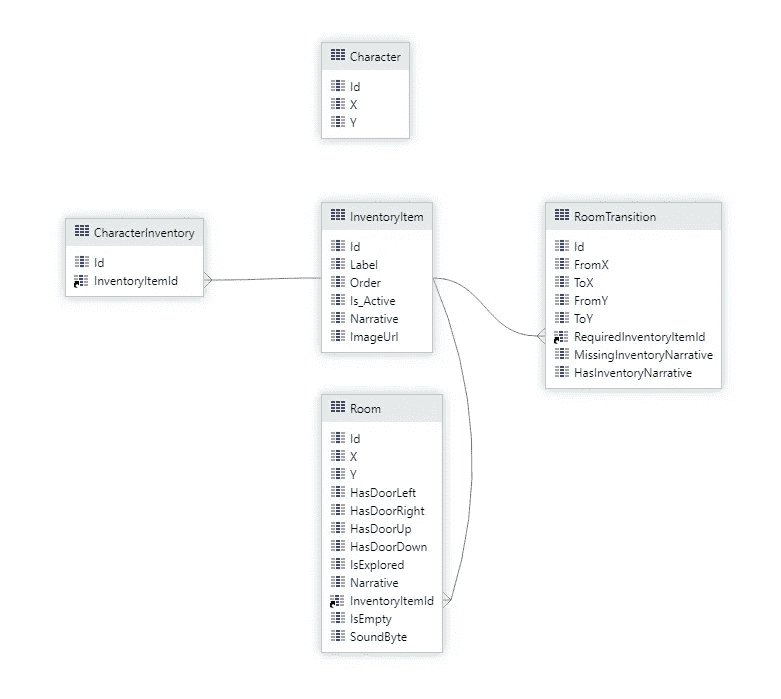 Character
Id
X
Y
CharacterInventory
Id
InventoryItemId
InventoryItem
Id
Label
Order
Is_Active
Narrative
ImageUrl
RoomTransition
Id
FromX
ToX
FromY
ToY
RequiredInventoryItemId
MissingInventoryNarrative
HasInventoryNarrative
Room
Id
X
Y
HasDoorLeft
HasDoorRight
HasDoorUp
HasDoorDown
IsExplored
Narrative
InventoryItemId
IsEmpty
SoundByte